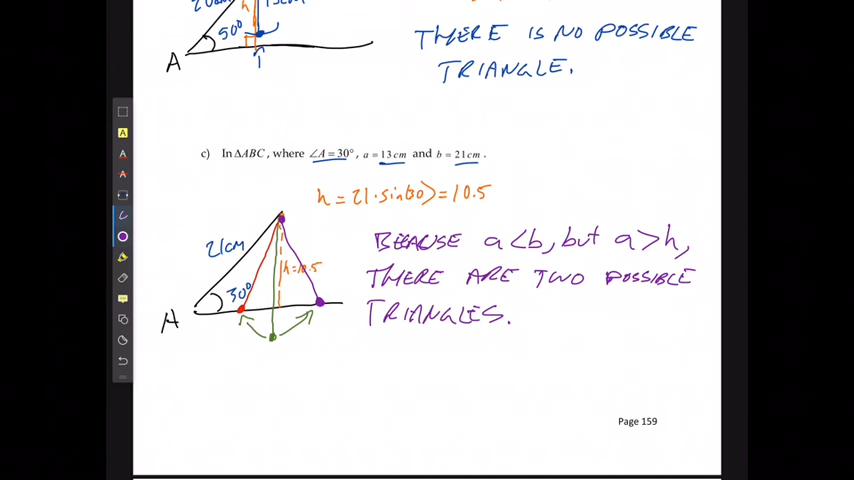 h
50°
A
THERE IS NO POSSIBLE
TRIANGLE.
c) In ΔABC, where ∠A = 30°, a = 13 cm and b = 21 cm.
h = 21 · sin(30) = 10.5
21cm
h=10.5
30°
A
BECAUSE a<b, but a>h,
THERE ARE TWO POSSIBLE
TRIANGLES.
Page 159